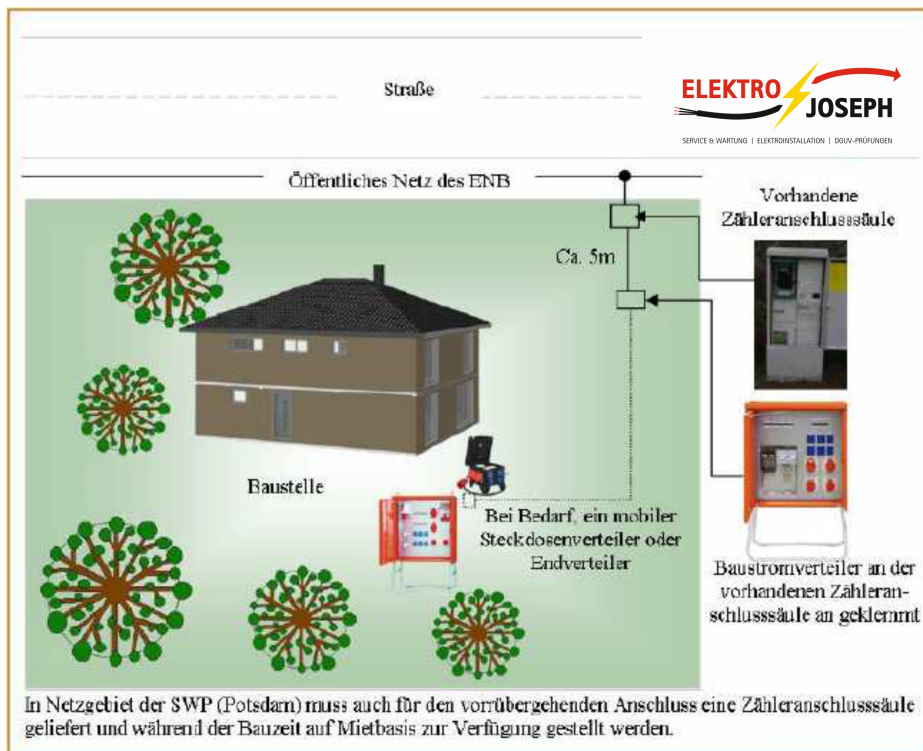 Straße
ELEKTRO
JOSEPH
SERVICE & WARTUNG | ELEKTROINSTALLATION | DGUV-PRÜFUNGEN
Öffentliches Netz des ENB
Vorhandene
Zähleranschlusssäule
Ca. 5m
Baustelle
Bei Bedarf, ein mobiler
Steckdosenverteiler oder
Endverteiler
Baustromverteiler an der
vorhandenen Zähleran-
schlusssäule an geklemmt
In Netzgebiet der SWP (Potsdam) muss auch für den vorrübergehenden Anschluss eine Zähleranschlusssäule
geliefert und während der Bauzeit auf Mietbasis zur Verfügung gestellt werden.